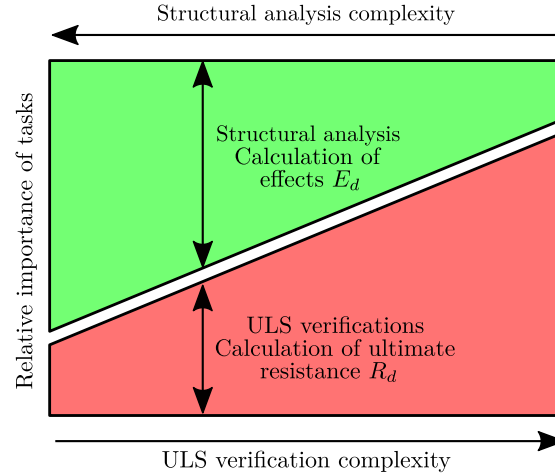 Structural analysis complexity
Relative importance of tasks
Structural analysis
Calculation of
effects E_d
ULS verifications
Calculation of ultimate
resistance R_d
ULS verification complexity